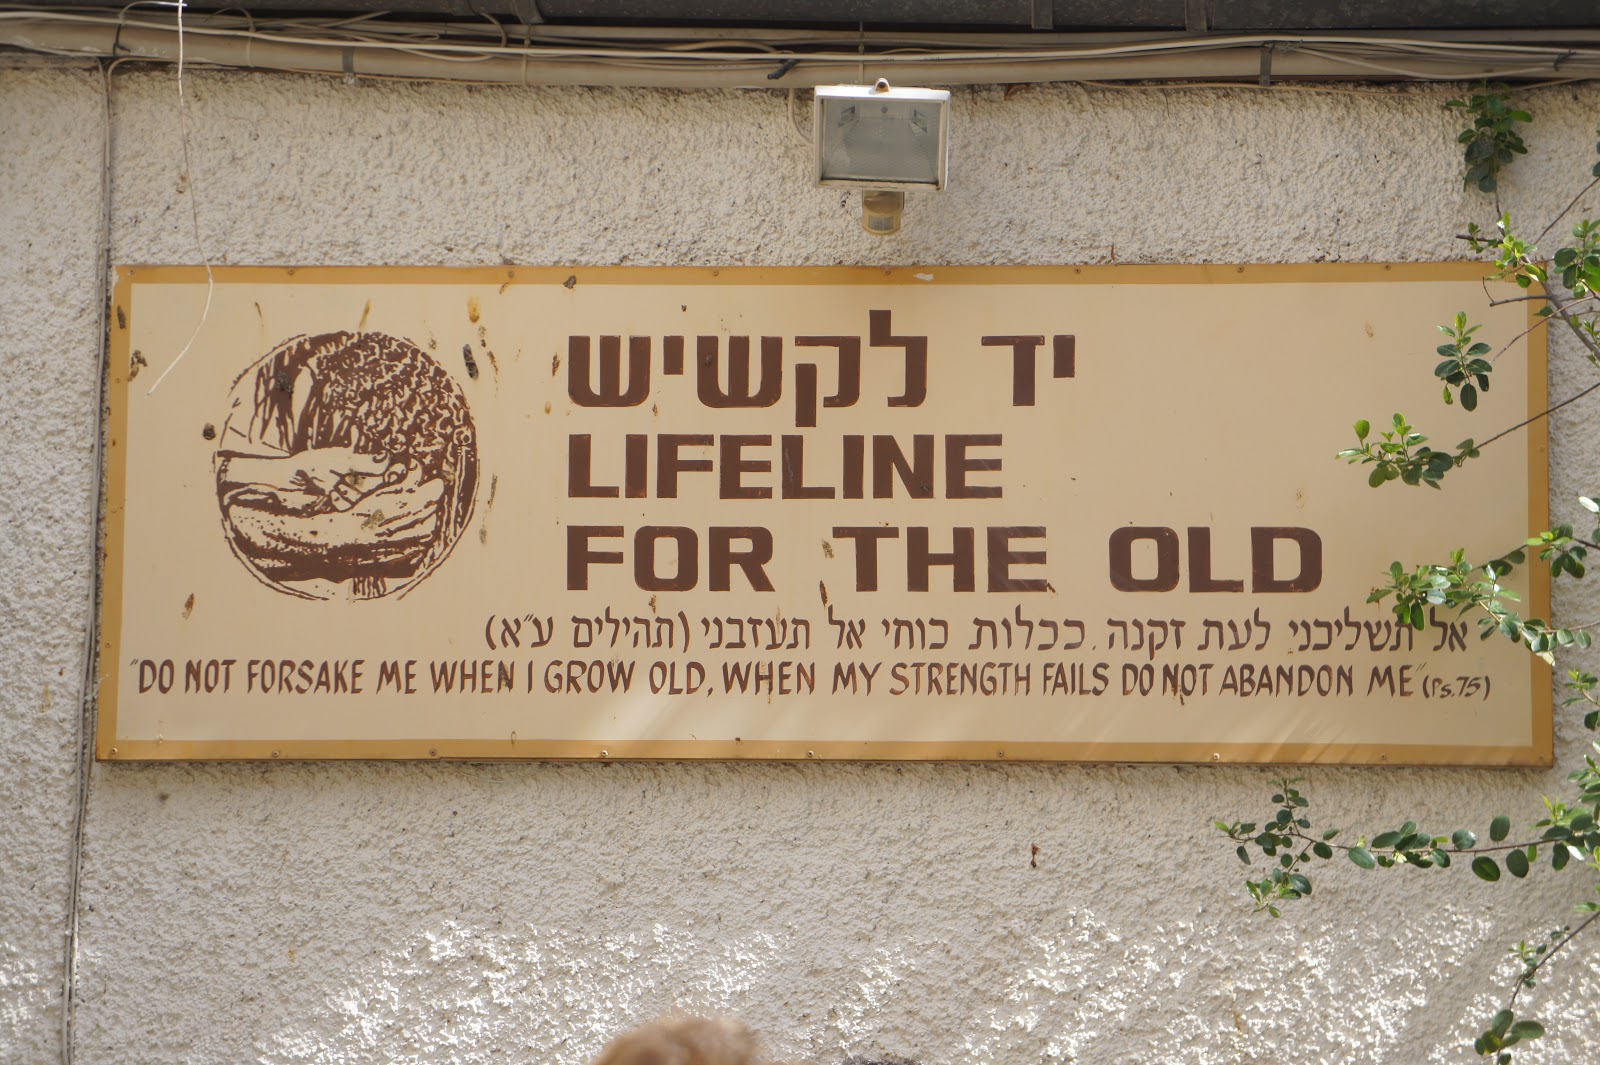 יד לקשיש
LIFELINE
FOR THE OLD
אל תשליכני לעת זקנה. ככלות כוחי אל תעזבני (תהילים ע״א)
"DO NOT FORSAKE ME WHEN I GROW OLD, WHEN MY STRENGTH FAILS DO NOT ABANDON ME" (Ps.75)